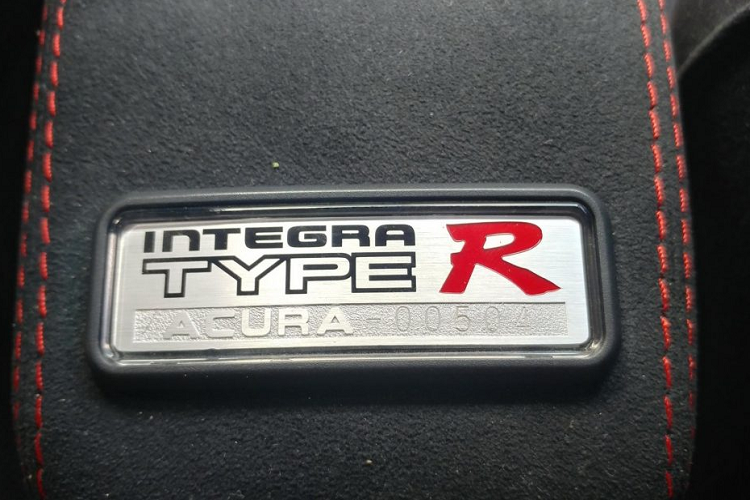 INTEGRA
TYPE R
ACURA-00504